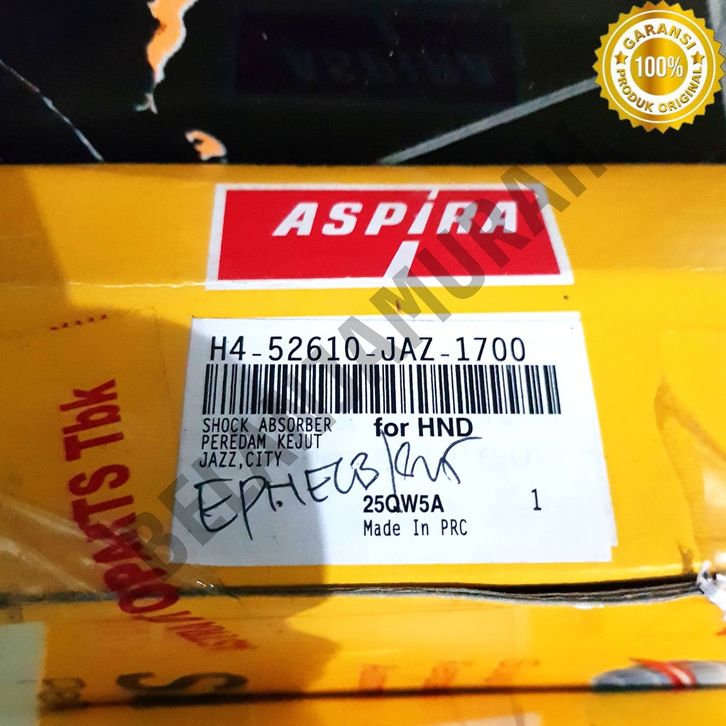 GARANSI
100%
PRODUK ORIGINAL
ASPIRA
ASPIRA
H4-52610-JAZ-1700
SHOCK ABSORBER
PEREDAM KEJUT
JAZZ,CITY
for HND
25QW5A
1
Made In PRC
OPARTS Tbk